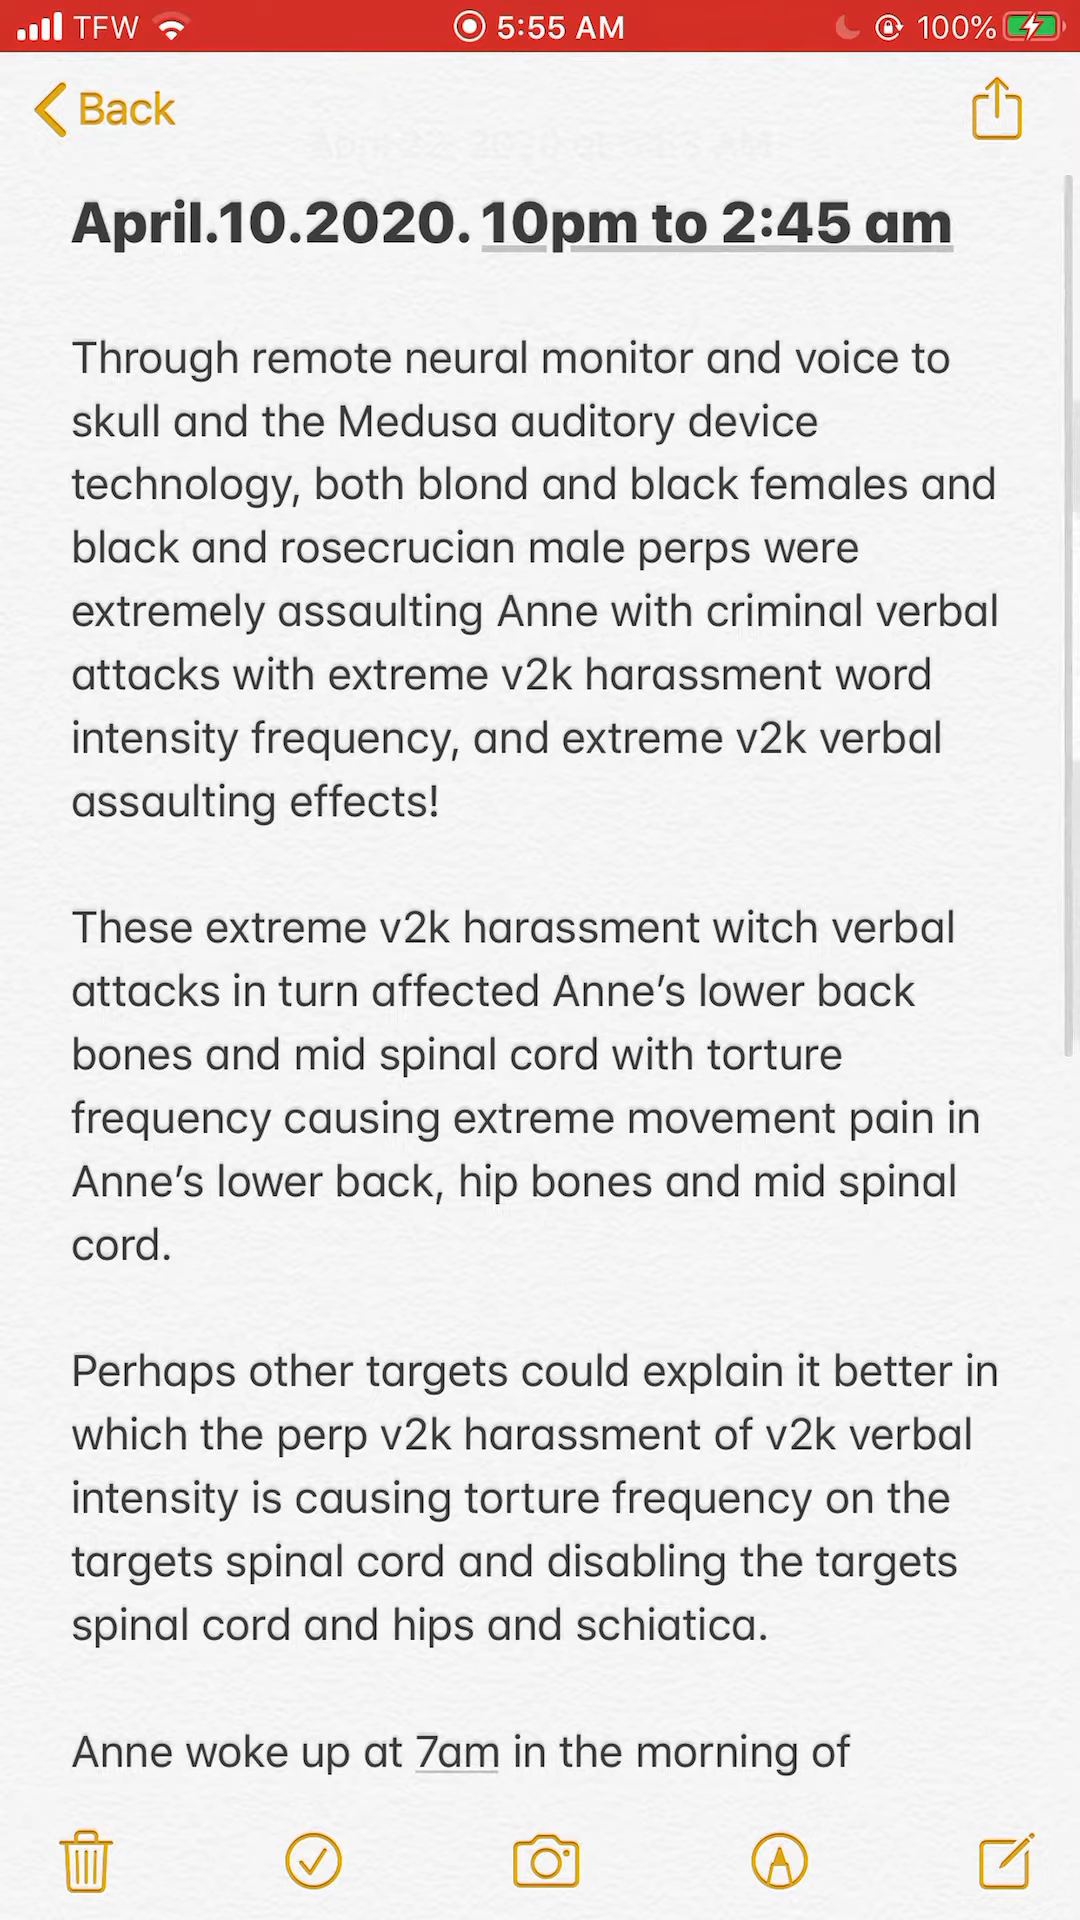 TFW 5:55 AM 100%
Back
April.10.2020. 10pm to 2:45 am
Through remote neural monitor and voice to
skull and the Medusa auditory device
technology, both blond and black females and
black and rosecrucian male perps were
extremely assaulting Anne with criminal verbal
attacks with extreme v2k harassment word
intensity frequency, and extreme v2k verbal
assaulting effects!
These extreme v2k harassment witch verbal
attacks in turn affected Anne’s lower back
bones and mid spinal cord with torture
frequency causing extreme movement pain in
Anne’s lower back, hip bones and mid spinal
cord.
Perhaps other targets could explain it better in
which the perp v2k harassment of v2k verbal
intensity is causing torture frequency on the
targets spinal cord and disabling the targets
spinal cord and hips and schiatica.
Anne woke up at 7am in the morning of